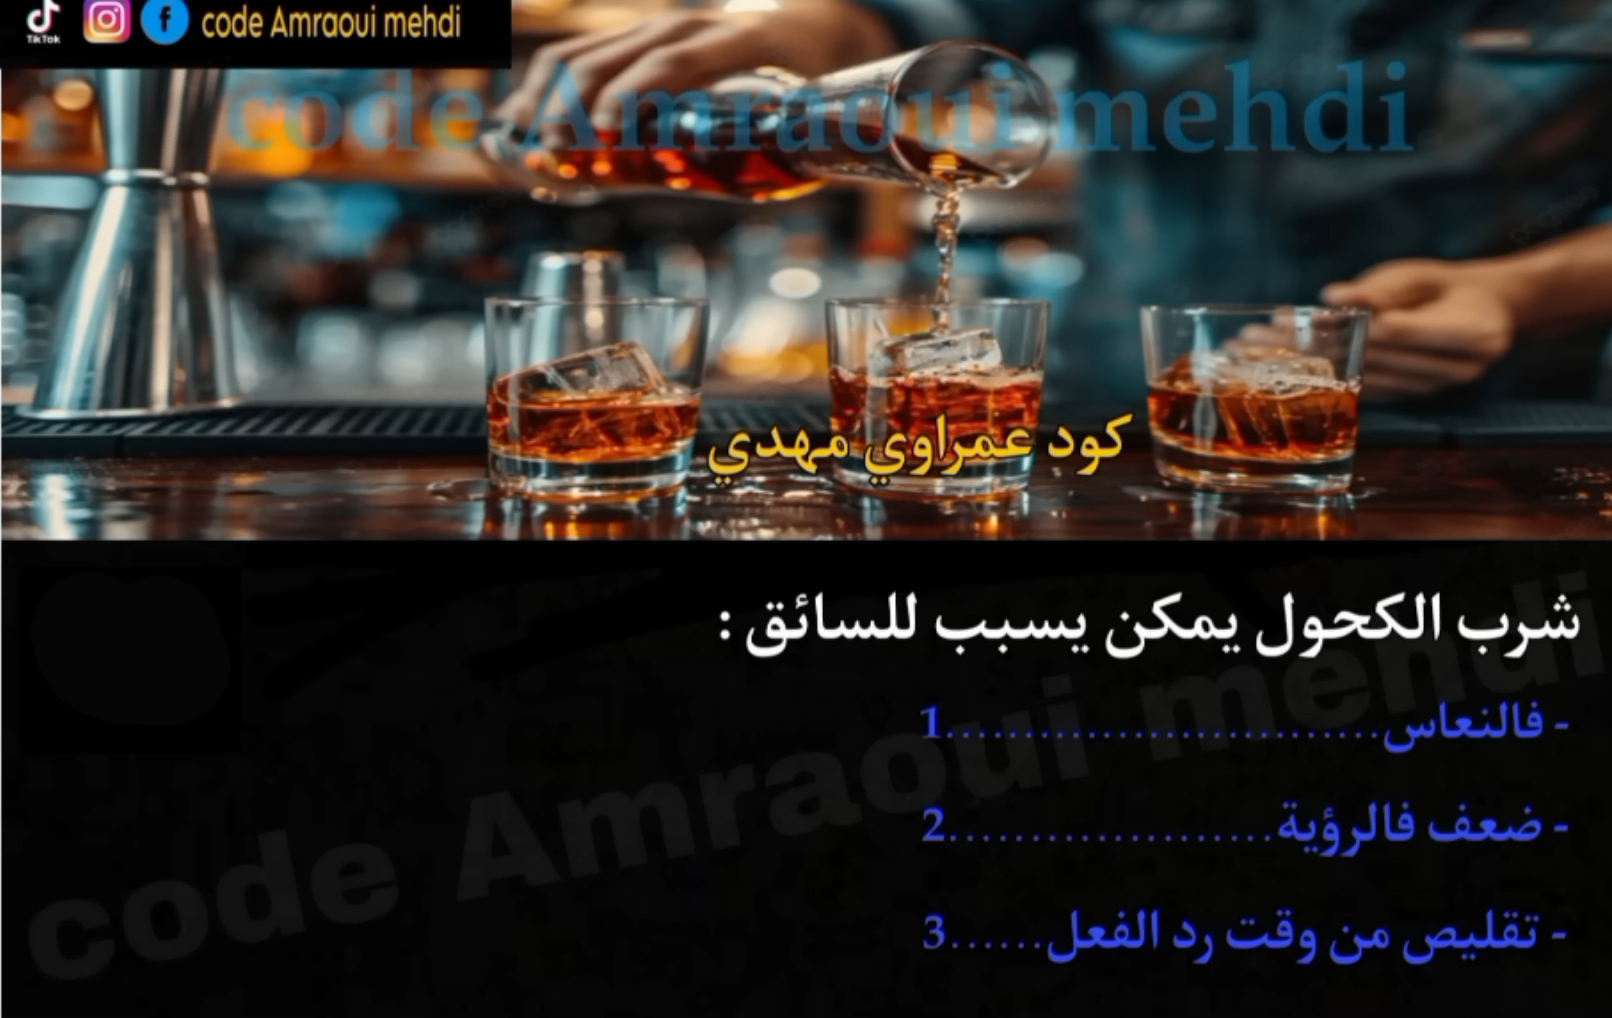 TikTok
code Amraoui mehdi
code Amraoui mehdi
كود عمراوي مهدي
شرب الكحول يمكن يسبب للسائق :
- فالنعاس............................1
- ضعف فالرؤية....................2
- تقليص من وقت رد الفعل......3
code Amraoui mehdi